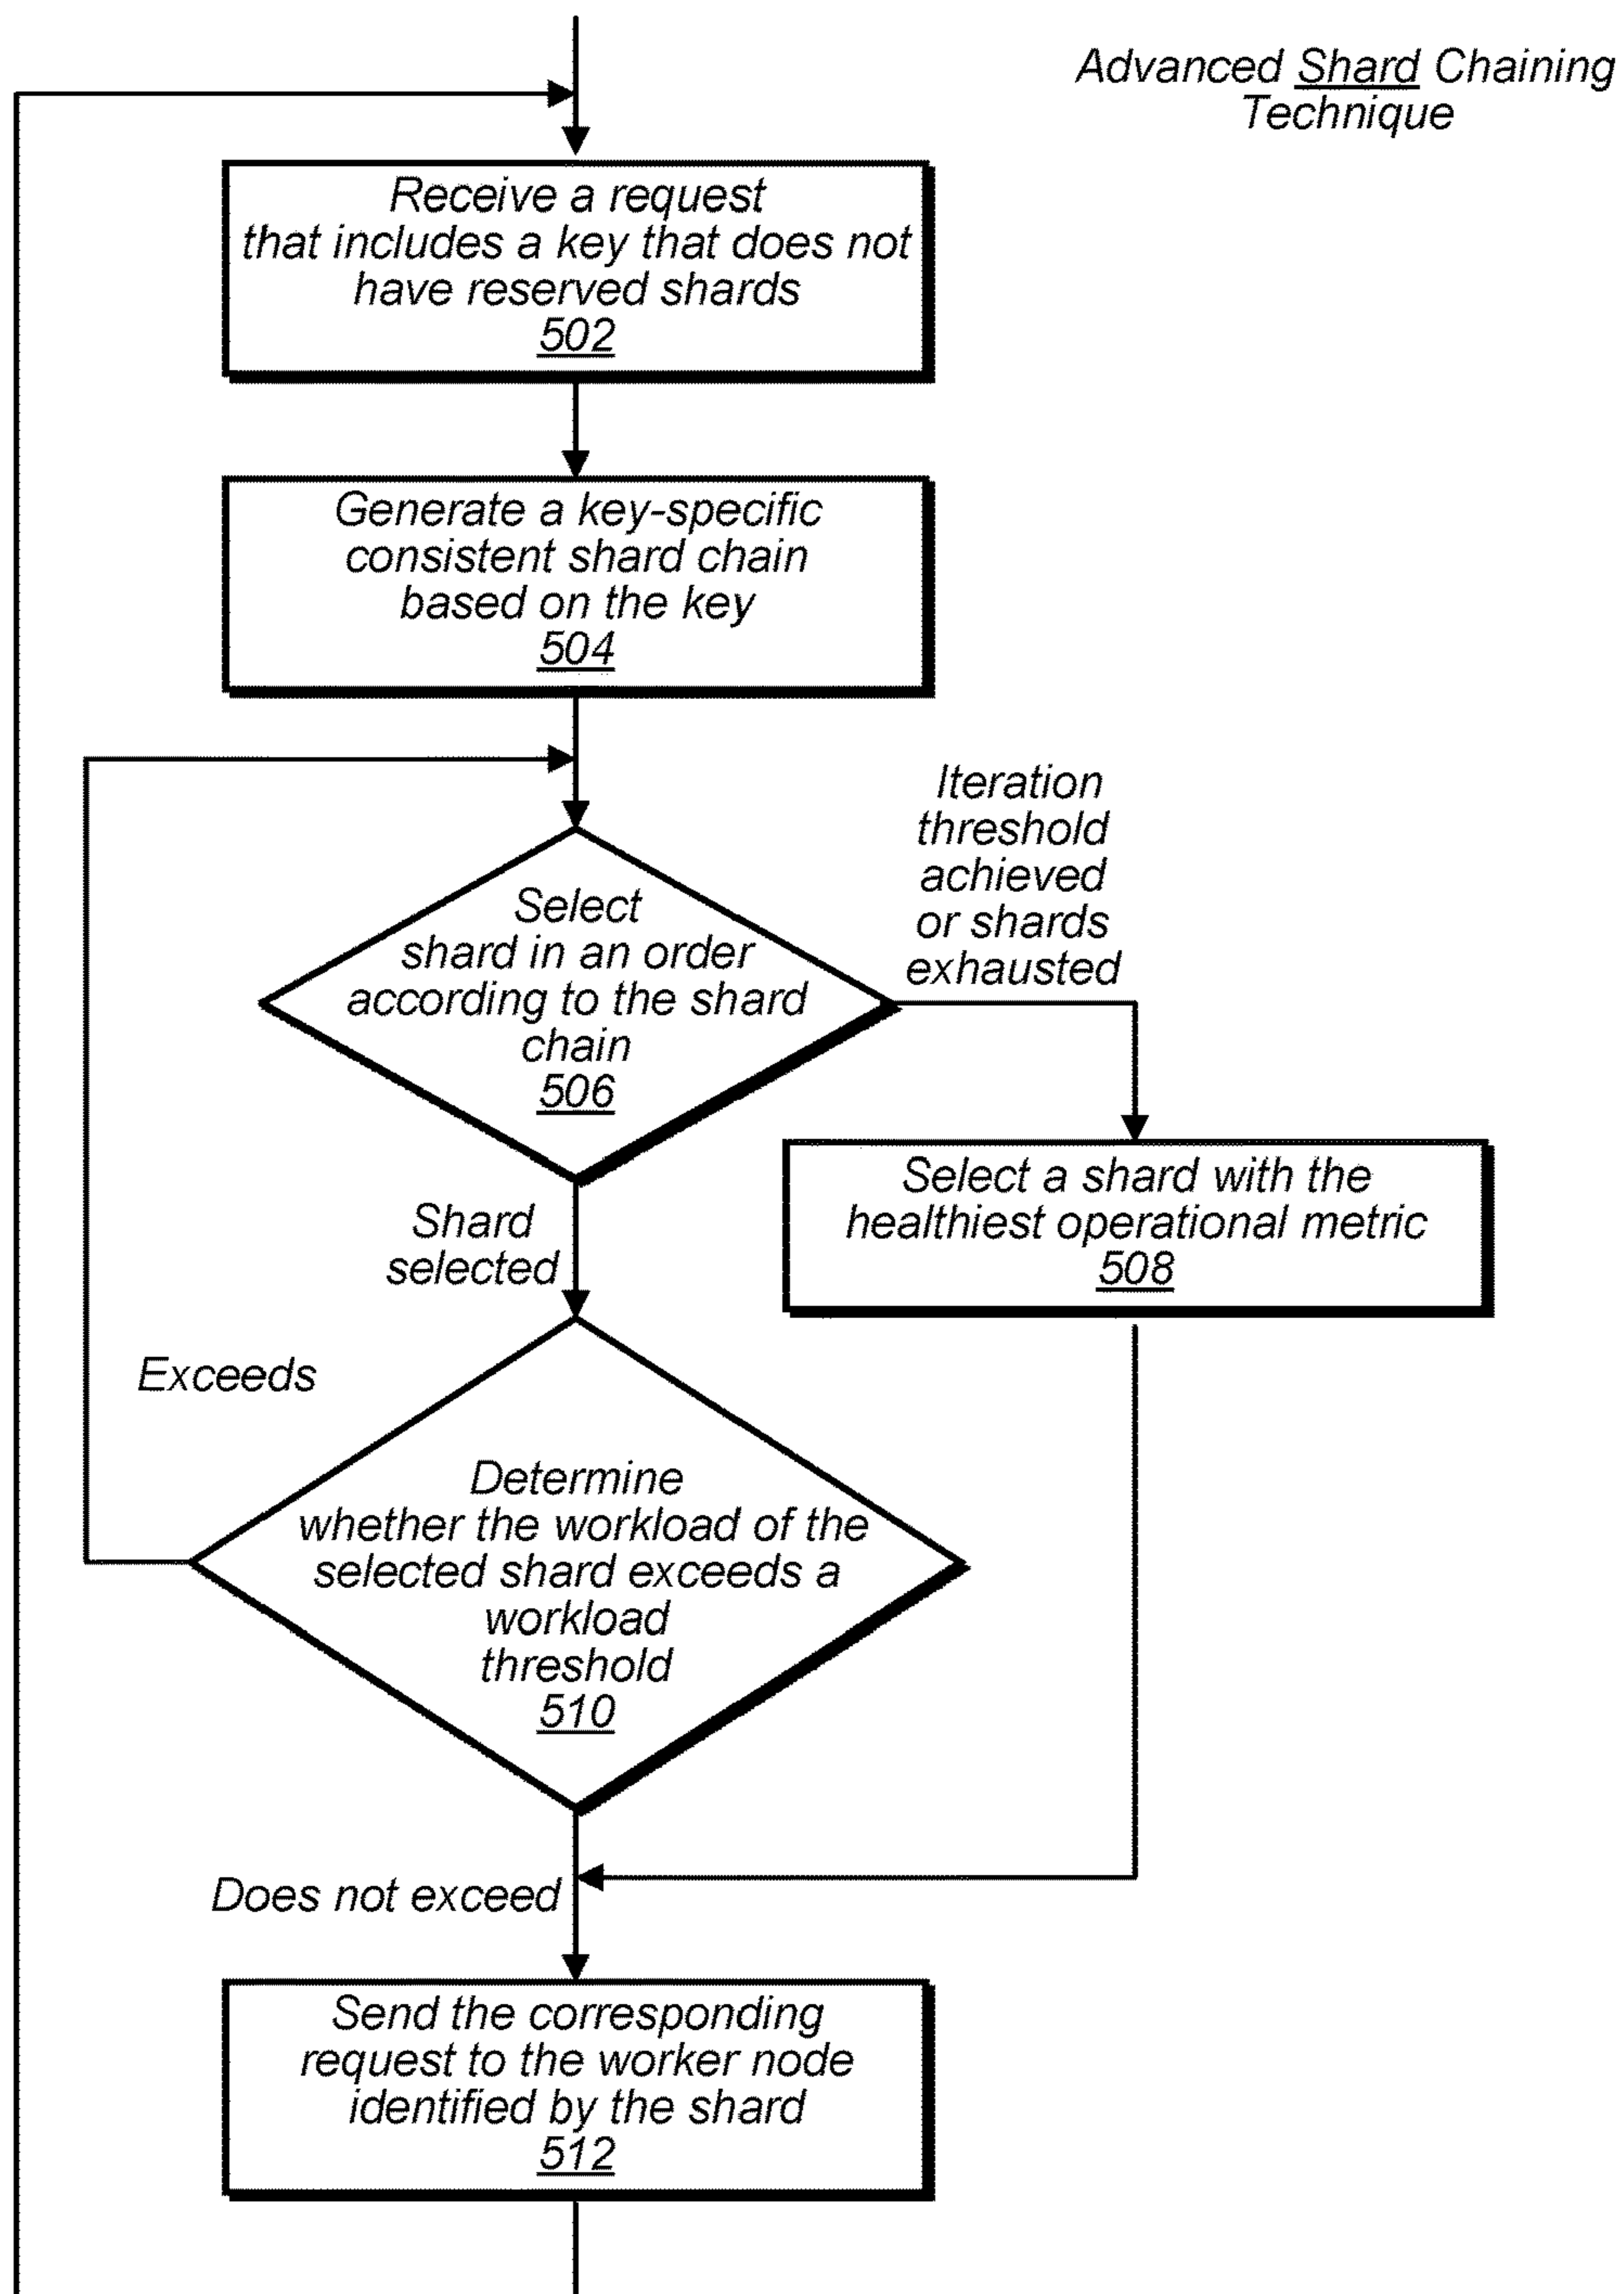 Advanced Shard Chaining
Technique
Receive a request
that includes a key that does not
have reserved shards
502
Generate a key-specific
consistent shard chain
based on the key
504
Iteration
threshold
achieved
or shards
exhausted
Select
shard in an order
according to the shard
chain
506
Select a shard with the
healthiest operational metric
508
Shard
selected
Exceeds
Determine
whether the workload of the
selected shard exceeds a
workload
threshold
510
Does not exceed
Send the corresponding
request to the worker node
identified by the shard
512